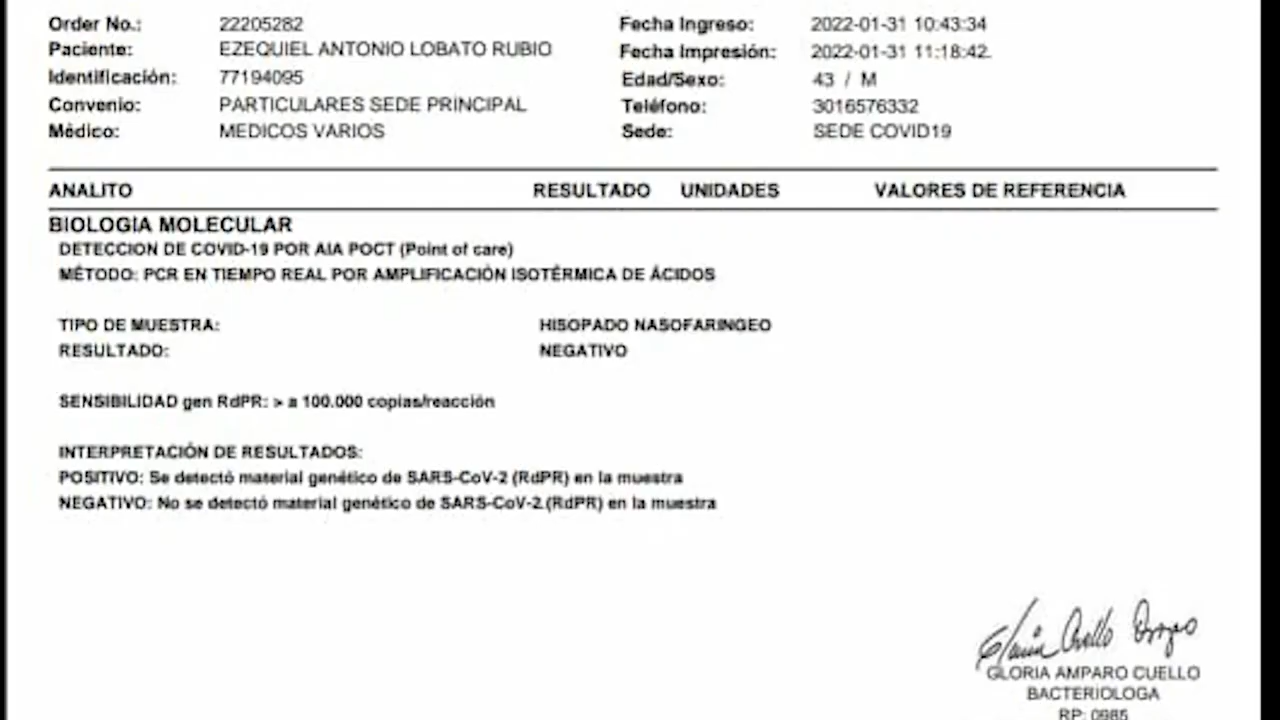 Order No.: 22205282 Fecha Ingreso: 2022-01-31 10:43:34
Paciente: EZEQUIEL ANTONIO LOBATO RUBIO Fecha Impresión: 2022-01-31 11:18:42
Identificación: 77194095 Edad/Sexo: 43 / M
Convenio: PARTICULARES SEDE PRINCIPAL Teléfono: 3016576332
Médico: MEDICOS VARIOS Sede: SEDE COVID19
ANALITO RESULTADO UNIDADES VALORES DE REFERENCIA
BIOLOGIA MOLECULAR
DETECCION DE COVID-19 POR AIA POCT (Point of care)
MÉTODO: PCR EN TIEMPO REAL POR AMPLIFICACIÓN ISOTÉRMICA DE ÁCIDOS
TIPO DE MUESTRA: HISOPADO NASOFARINGEO
RESULTADO: NEGATIVO
SENSIBILIDAD gen RdPR: > a 100.000 copias/reacción
INTERPRETACIÓN DE RESULTADOS:
POSITIVO: Se detectó material genético de SARS-CoV-2 (RdPR) en la muestra
NEGATIVO: No se detectó material genético de SARS-CoV-2 (RdPR) en la muestra
GLORIA AMPARO CUELLO
BACTERIOLOGA
RP: 0985